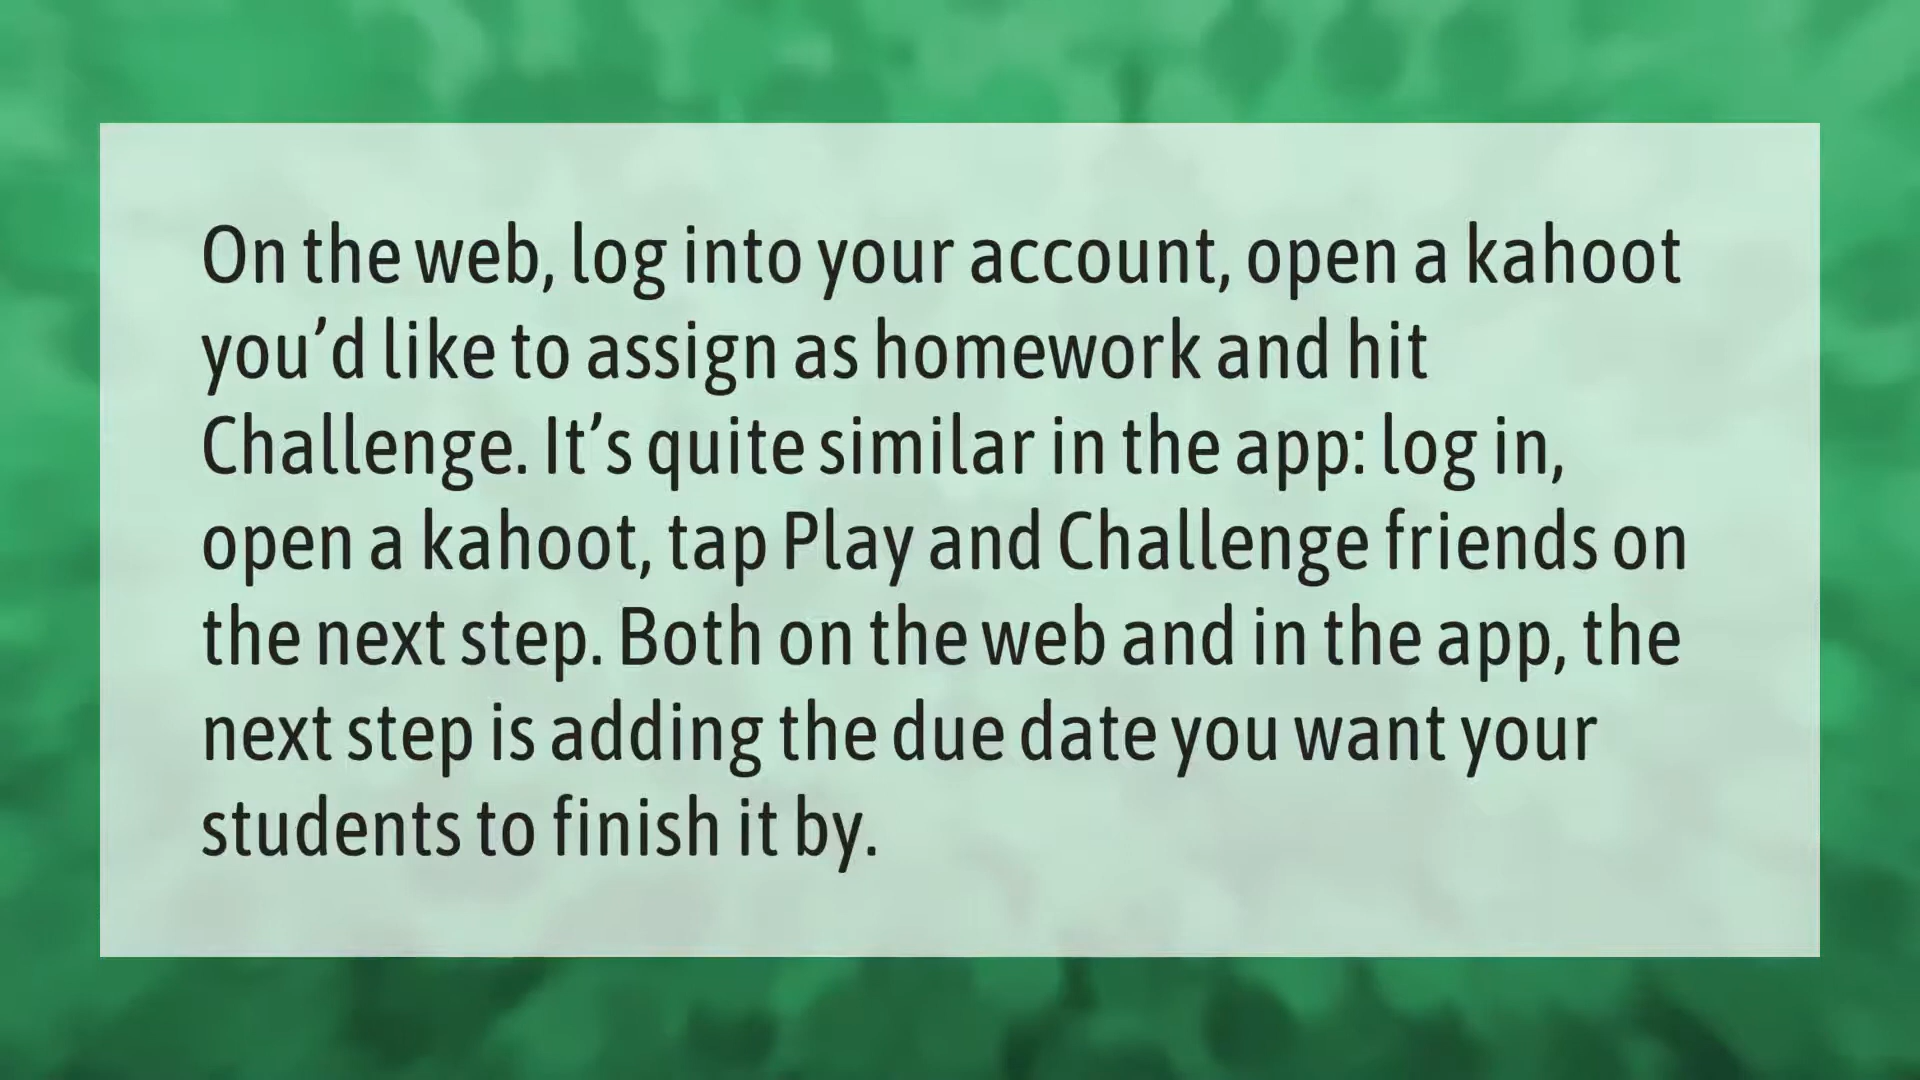 On the web, log into your account, open a kahoot
you’d like to assign as homework and hit
Challenge. It’s quite similar in the app: log in,
open a kahoot, tap Play and Challenge friends on
the next step. Both on the web and in the app, the
next step is adding the due date you want your
students to finish it by.